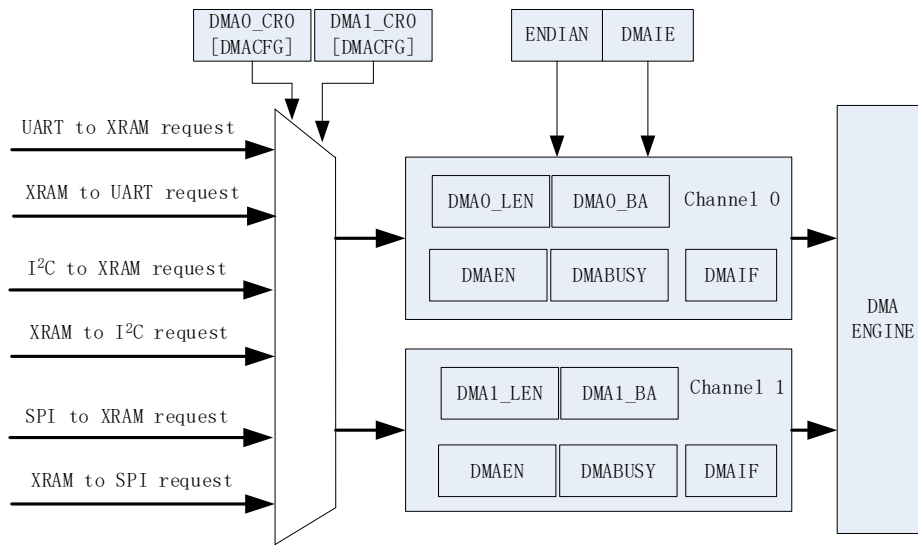 DMA0_CR0
[DMACFG]
DMA1_CR0
[DMACFG]
ENDIAN
DMAIE
UART to XRAM request
XRAM to UART request
I²C to XRAM request
XRAM to I²C request
SPI to XRAM request
XRAM to SPI request
DMA0_LEN
DMA0_BA
Channel 0
DMAEN
DMABUSY
DMAIF
DMA1_LEN
DMA1_BA
Channel 1
DMAEN
DMABUSY
DMAIF
DMA
ENGINE